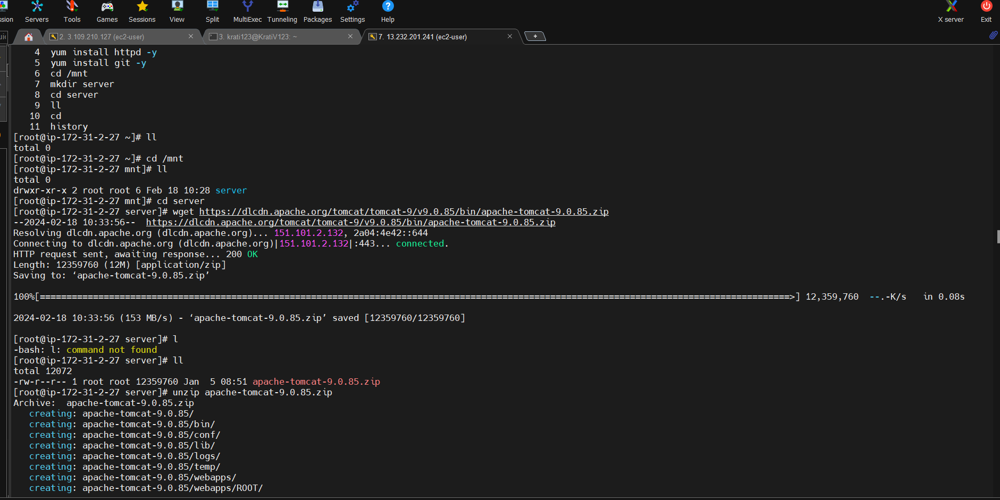 Servers Tools Games Sessions View Split MultiExec Tunneling Packages Settings Help X server Exit
2. 3.109.210.127 (ec2-user) 3. krati123@KratiV123: ~ 7. 13.232.201.241 (ec2-user)
4 yum install httpd -y
5 yum install git -y
6 cd /mnt
7 mkdir server
8 cd server
9 ll
10 cd
11 history
[root@ip-172-31-2-27 ~]# ll
total 0
[root@ip-172-31-2-27 ~]# cd /mnt
[root@ip-172-31-2-27 mnt]# ll
total 0
drwxr-xr-x 2 root root 6 Feb 18 10:28 server
[root@ip-172-31-2-27 mnt]# cd server
[root@ip-172-31-2-27 server]# wget https://dlcdn.apache.org/tomcat/tomcat-9/v9.0.85/bin/apache-tomcat-9.0.85.zip
--2024-02-18 10:33:56-- https://dlcdn.apache.org/tomcat/tomcat-9/v9.0.85/bin/apache-tomcat-9.0.85.zip
Resolving dlcdn.apache.org (dlcdn.apache.org)... 151.101.2.132, 2a04:4e42::644
Connecting to dlcdn.apache.org (dlcdn.apache.org)|151.101.2.132|:443... connected.
HTTP request sent, awaiting response... 200 OK
Length: 12359760 (12M) [application/zip]
Saving to: ‘apache-tomcat-9.0.85.zip’
100%[=============================================================================================================================================>] 12,359,760 --.-K/s in 0.08s
2024-02-18 10:33:56 (153 MB/s) - ‘apache-tomcat-9.0.85.zip’ saved [12359760/12359760]
[root@ip-172-31-2-27 server]# l
-bash: l: command not found
[root@ip-172-31-2-27 server]# ll
total 12072
-rw-r--r-- 1 root root 12359760 Jan 5 08:51 apache-tomcat-9.0.85.zip
[root@ip-172-31-2-27 server]# unzip apache-tomcat-9.0.85.zip
Archive: apache-tomcat-9.0.85.zip
creating: apache-tomcat-9.0.85/
creating: apache-tomcat-9.0.85/bin/
creating: apache-tomcat-9.0.85/conf/
creating: apache-tomcat-9.0.85/lib/
creating: apache-tomcat-9.0.85/logs/
creating: apache-tomcat-9.0.85/temp/
creating: apache-tomcat-9.0.85/webapps/
creating: apache-tomcat-9.0.85/webapps/ROOT/